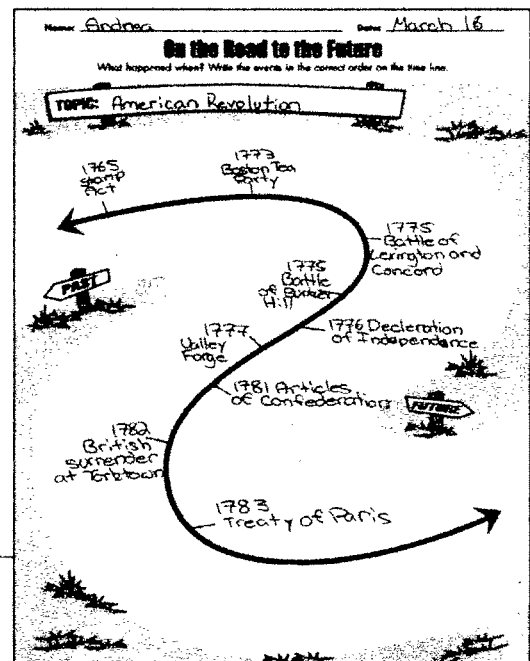 Name: Andrea Date: March 16
On the Road to the Future
What happened when? Write the events in the correct order on the time line.
TOPIC: American Revolution
1765
Stamp
Act
1773
Boston Tea
Party
1775
Battle of
Lexington and
Concord
PAST
1775
Battle
of Bunker
Hill
1776 Decleration
of Independence
1777
Valley
Forge
1781 Articles
of Confederation
FUTURE
1782
British
surrender
at Yorktown
1783
Treaty of Paris